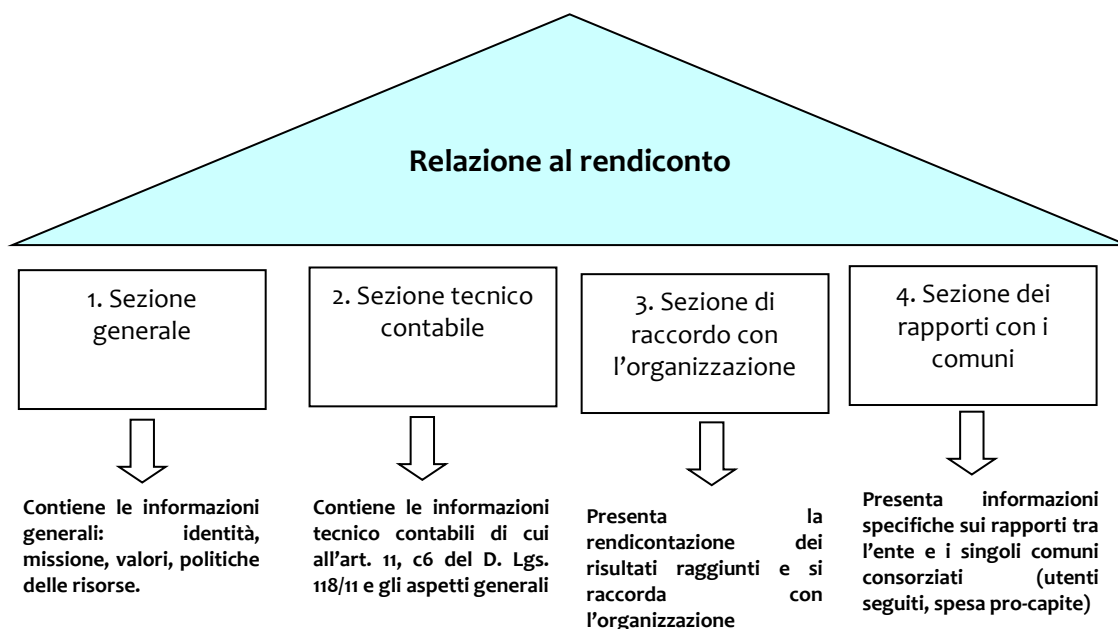 Relazione al rendiconto
1. Sezione
generale
2. Sezione tecnico
contabile
3. Sezione di
raccordo con
l’organizzazione
4. Sezione dei
rapporti con i
comuni
Contiene le informazioni
generali: identità,
missione, valori, politiche
delle risorse.
Contiene le informazioni
tecnico contabili di cui
all’art. 11, c6 del D. Lgs.
118/11 e gli aspetti generali
Presenta la
rendicontazione dei
risultati raggiunti e si
raccorda con
l’organizzazione
Presenta informazioni
specifiche sui rapporti tra
l’ente e i singoli comuni
consorziati (utenti
seguiti, spesa pro-capite)